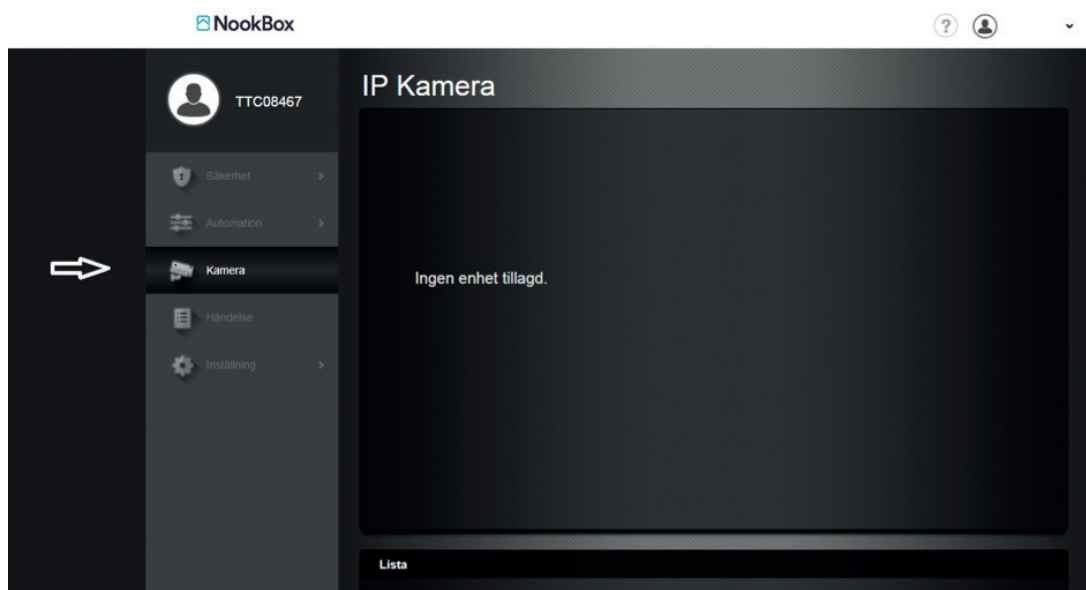 NookBox
?
TTC08467
IP Kamera
Säkerhet
Automation
Kamera
Händelse
Inställning
Ingen enhet tillagd.
Lista